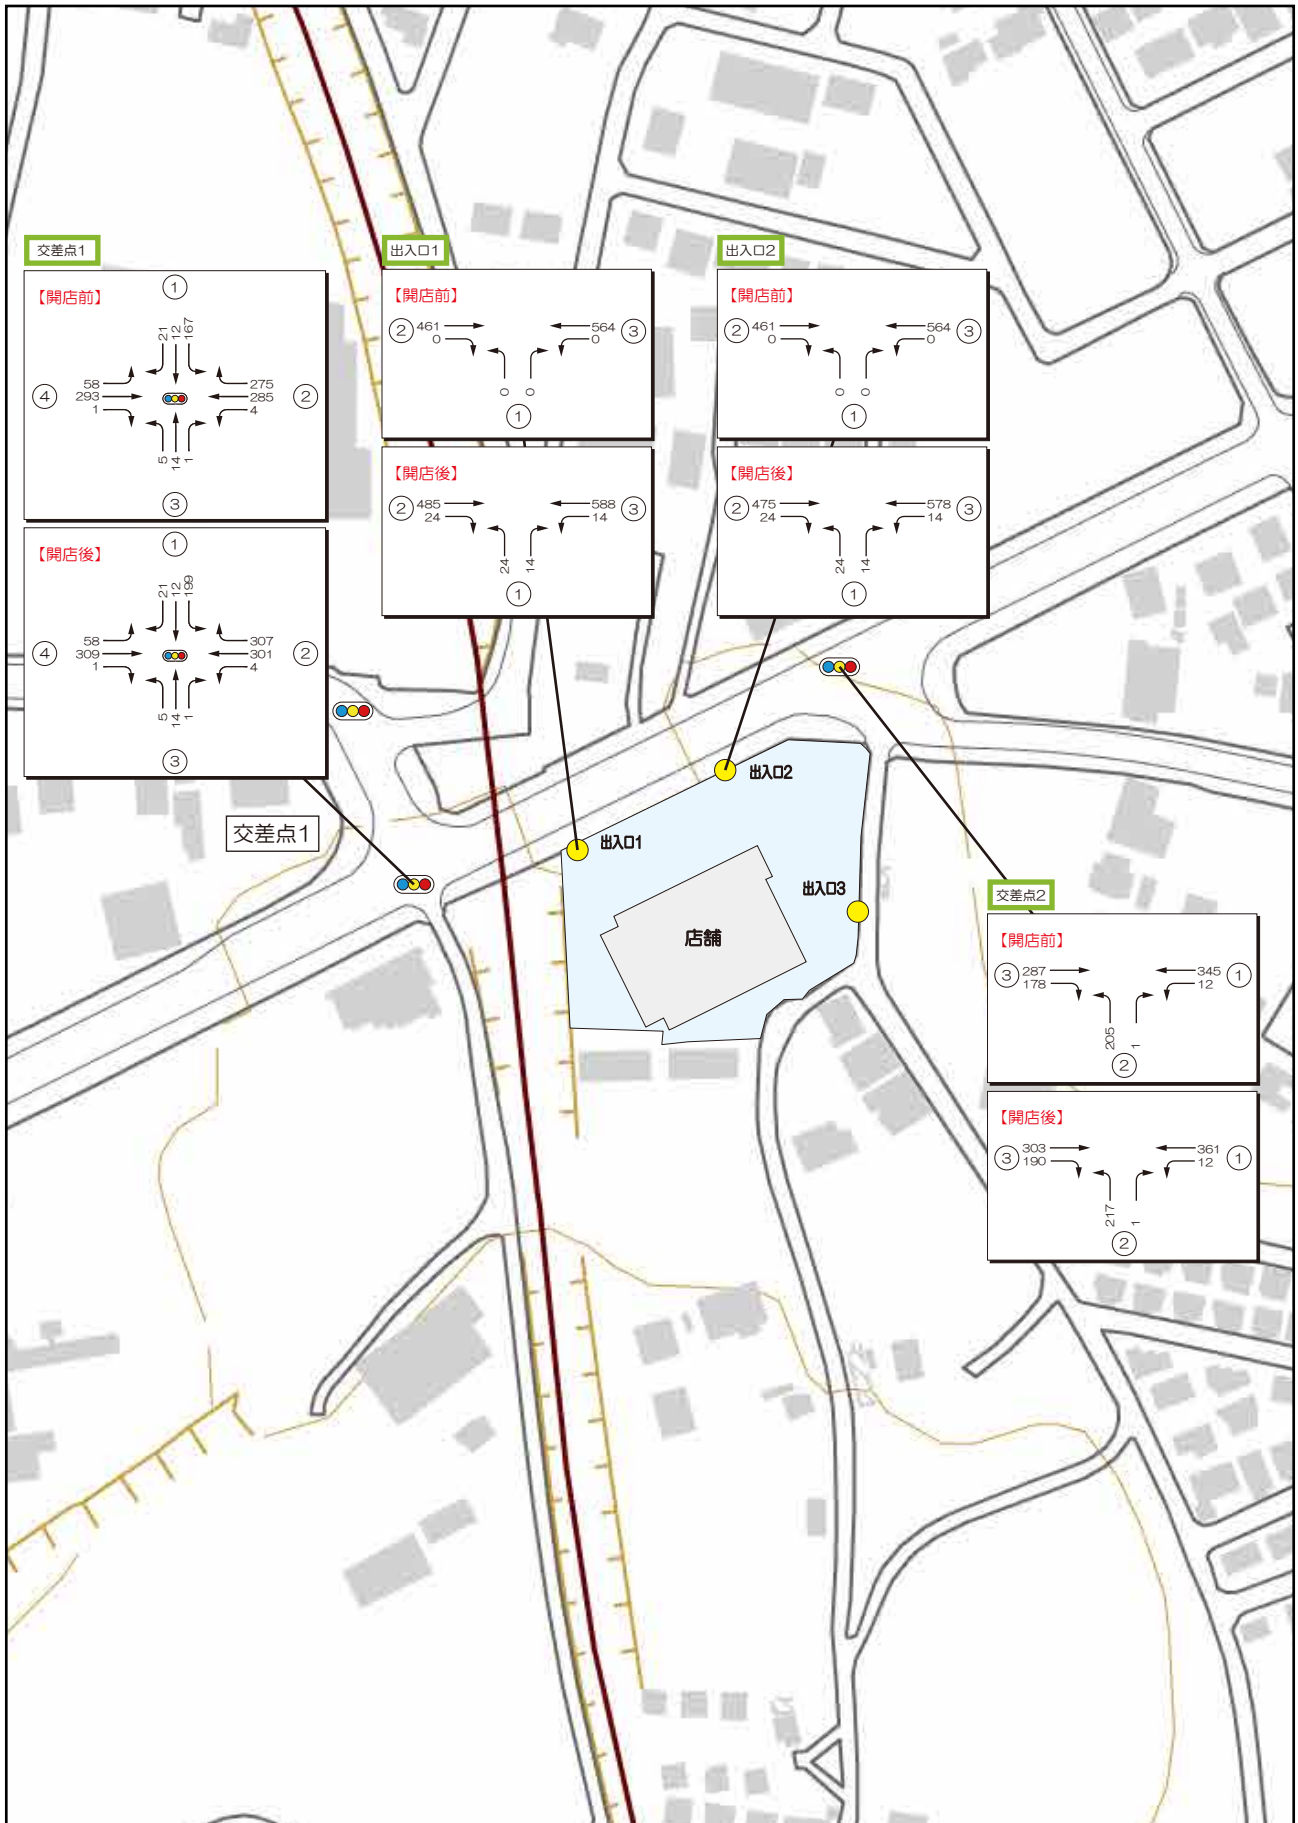 交差点1
【開店前】
①
21 12 167
58
293
1
④
275
285
4
②
5 14 1
③
【開店後】
①
21 12 199
58
309
1
④
307
301
4
②
5 14 1
③
出入口1
【開店前】
② 461
0
564 ③
0
0 0
①
【開店後】
② 485
24
588 ③
14
24 14
①
出入口2
【開店前】
② 461
0
564 ③
0
0 0
①
【開店後】
② 475
24
578 ③
14
24 14
①
交差点1
出入口2
出入口1
出入口3
店舗
交差点2
【開店前】
③ 287
178
345 ①
12
205 1
②
【開店後】
③ 303
190
361 ①
12
217 1
②